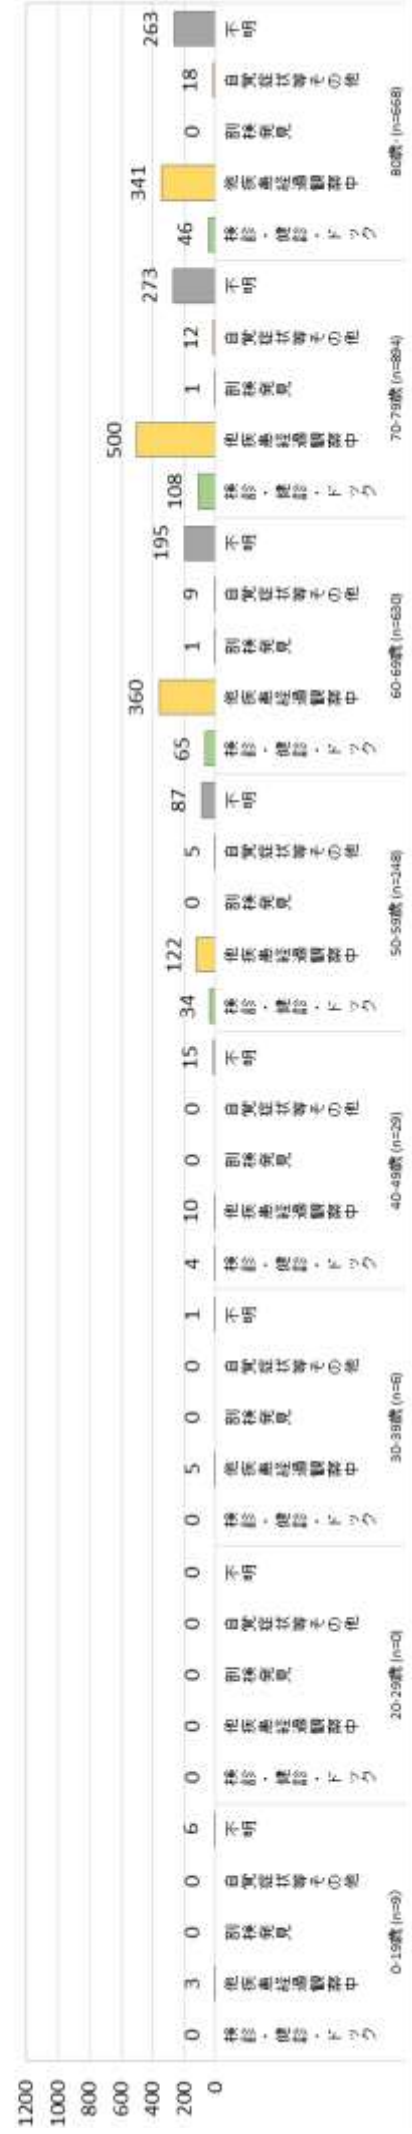 1200
1000
800
600
400
200
0
0 3 0 0 6
検診・健診・ドック
他疾患経過観察中
剖検発見
自覚症状等その他
不明
0-19歳 (n=9)
0 0 0 0 0
検診・健診・ドック
他疾患経過観察中
剖検発見
自覚症状等その他
不明
20-29歳 (n=0)
0 5 0 0 1
検診・健診・ドック
他疾患経過観察中
剖検発見
自覚症状等その他
不明
30-39歳 (n=6)
4 10 0 0 15
検診・健診・ドック
他疾患経過観察中
剖検発見
自覚症状等その他
不明
40-49歳 (n=29)
34 122 0 5 87
検診・健診・ドック
他疾患経過観察中
剖検発見
自覚症状等その他
不明
50-59歳 (n=248)
65 360 1 9 195
検診・健診・ドック
他疾患経過観察中
剖検発見
自覚症状等その他
不明
60-69歳 (n=630)
108 500 1 12 273
検診・健診・ドック
他疾患経過観察中
剖検発見
自覚症状等その他
不明
70-79歳 (n=894)
46 341 0 18 263
検診・健診・ドック
他疾患経過観察中
剖検発見
自覚症状等その他
不明
80歳- (n=668)